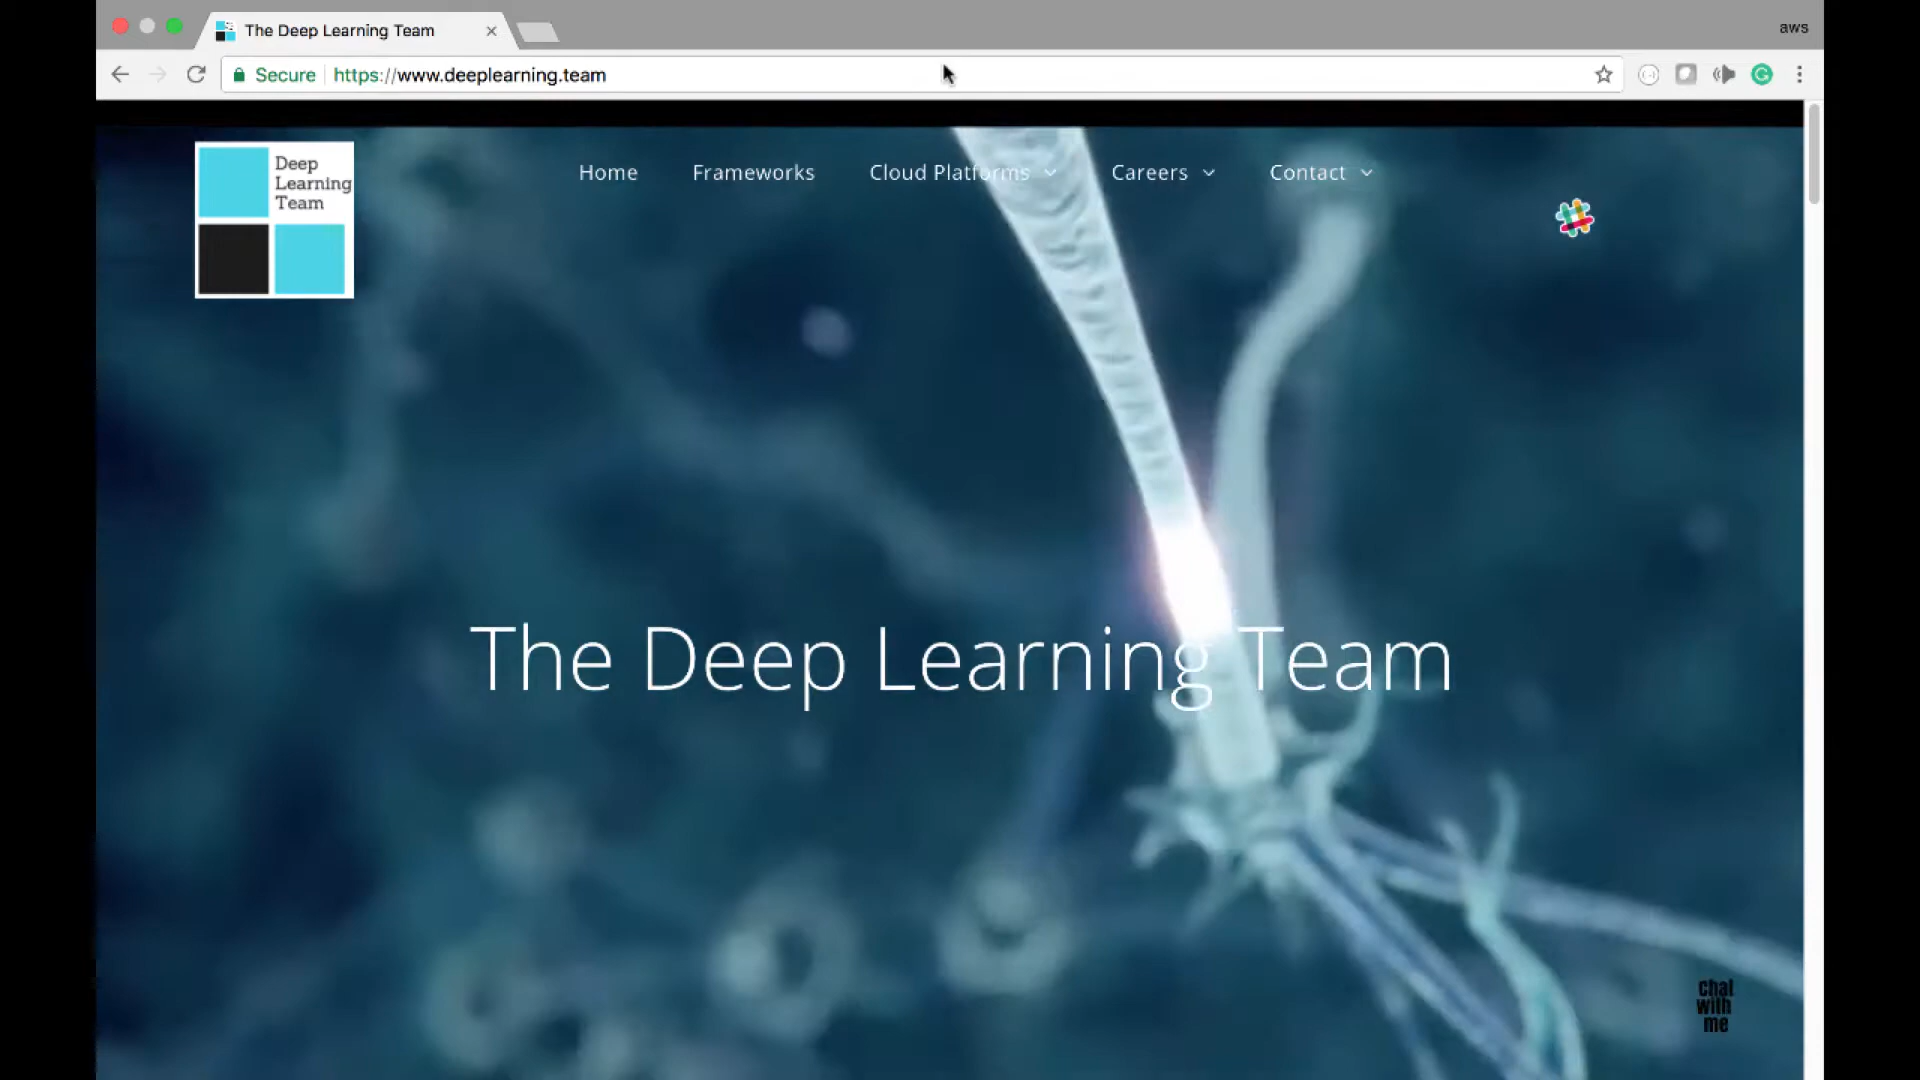 The Deep Learning Team
aws
Secure
https://www.deeplearning.team
Deep
Learning
Team
Home
Frameworks
Cloud Platforms
Careers
Contact
The Deep Learning Team
chat
with
me